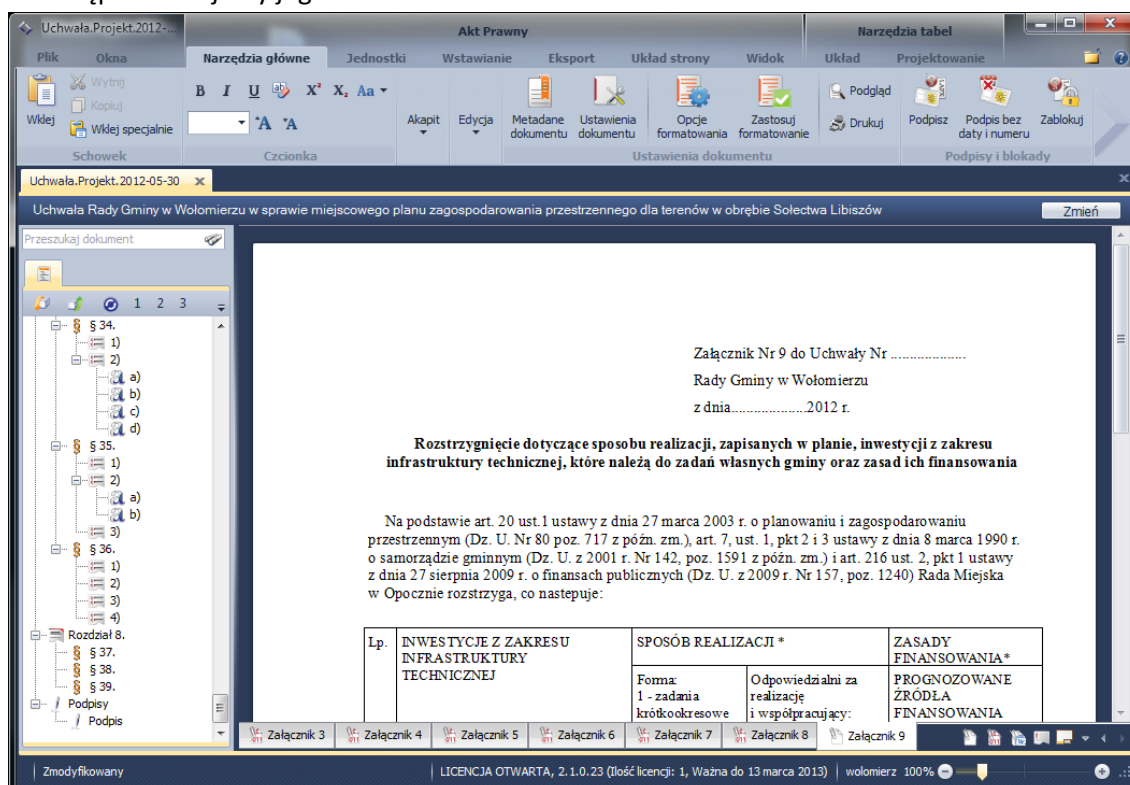 Uchwała.Projekt.2012-...
Akt Prawny
Narzędzia tabel
Plik Okna Narzędzia główne Jednostki Wstawianie Eksport Układ strony Widok Układ Projektowanie
Wklej
Wytnij
Kopiuj
Wklej specjalnie
Schowek
B I U X² X₂ Aa
A A
Czcionka
Akapit
Edycja
Metadane dokumentu
Ustawienia dokumentu
Opcje formatowania
Zastosuj formatowanie
Podgląd
Drukuj
Ustawienia dokumentu
Podpisz
Podpis bez daty i numeru
Zablokuj
Podpisy i blokady
Uchwała.Projekt.2012-05-30
Uchwała Rady Gminy w Wołomierzu w sprawie miejscowego planu zagospodarowania przestrzennego dla terenów w obrębie Sołectwa Libiszów
Zmień
Przeszukaj dokument
1 2 3
§ 34.
1)
2)
a)
b)
c)
d)
§ 35.
1)
2)
a)
b)
3)
§ 36.
1)
2)
3)
4)
Rozdział 8.
§ 37.
§ 38.
§ 39.
Podpisy
Podpis
Załącznik Nr 9 do Uchwały Nr .....................
Rady Gminy w Wołomierzu
z dnia.....................2012 r.
Rozstrzygnięcie dotyczące sposobu realizacji, zapisanych w planie, inwestycji z zakresu
infrastruktury technicznej, które należą do zadań własnych gminy oraz zasad ich finansowania
Na podstawie art. 20 ust.1 ustawy z dnia 27 marca 2003 r. o planowaniu i zagospodarowaniu
przestrzennym (Dz. U. Nr 80 poz. 717 z późn. zm.), art. 7, ust. 1, pkt 2 i 3 ustawy z dnia 8 marca 1990 r.
o samorządzie gminnym (Dz. U. z 2001 r. Nr 142, poz. 1591 z późn. zm.) i art. 216 ust. 2, pkt 1 ustawy
z dnia 27 sierpnia 2009 r. o finansach publicznych (Dz. U. z 2009 r. Nr 157, poz. 1240) Rada Miejska
w Opocznie rozstrzyga, co nastepuje:
Lp.
INWESTYCJE Z ZAKRESU
INFRASTRUKTURY
TECHNICZNEJ
SPOSÓB REALIZACJI *
ZASADY
FINANSOWANIA*
Forma:
1 - zadania
krótkookresowe
Odpowiedzialni za
realizację
i współpracujący:
PROGNOZOWANE
ŹRÓDŁA
FINANSOWANIA
Załącznik 3 Załącznik 4 Załącznik 5 Załącznik 6 Załącznik 7 Załącznik 8 Załącznik 9
Zmodyfikowany
LICENCJA OTWARTA, 2.1.0.23 (Ilość licencji: 1, Ważna do 13 marca 2013)
wolomierz 100%